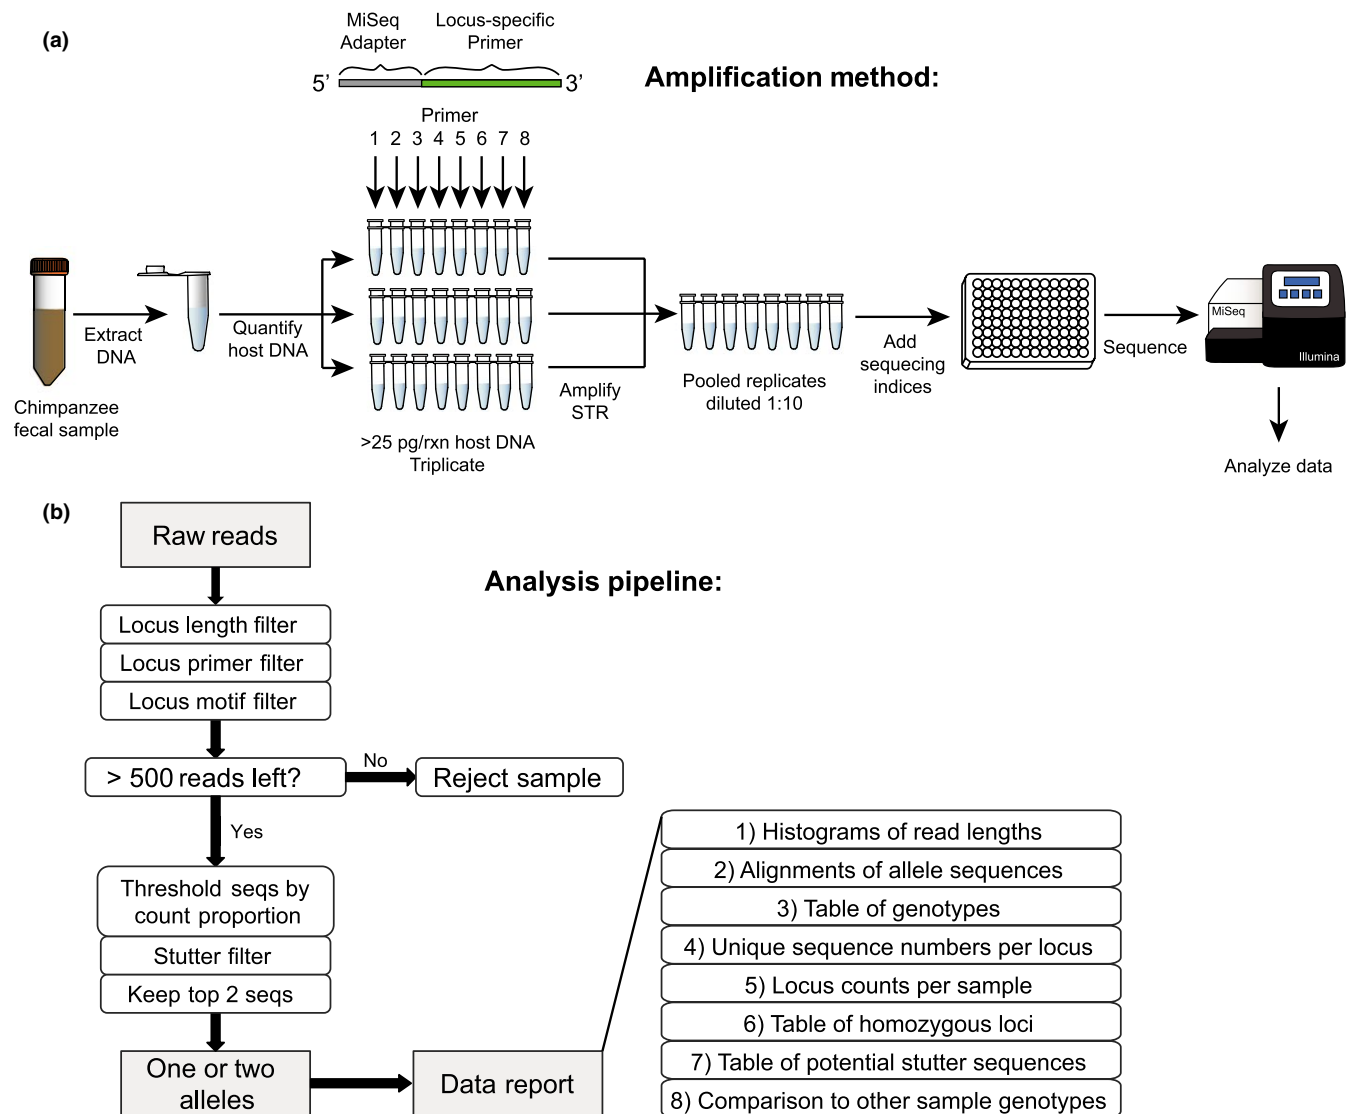 (a)
MiSeq
Adapter
Locus-specific
Primer
5’
3’
Amplification method:
Primer
1 2 3 4 5 6 7 8
Extract
DNA
Quantify
host DNA
Chimpanzee
fecal sample
>25 pg/rxn host DNA
Triplicate
Amplify
STR
Pooled replicates
diluted 1:10
Add
sequecing
indices
Sequence
MiSeq
Illumina
Analyze data
(b)
Raw reads
Analysis pipeline:
Locus length filter
Locus primer filter
Locus motif filter
> 500 reads left?
No
Reject sample
Yes
Threshold seqs by
count proportion
Stutter filter
Keep top 2 seqs
One or two
alleles
Data report
1) Histograms of read lengths
2) Alignments of allele sequences
3) Table of genotypes
4) Unique sequence numbers per locus
5) Locus counts per sample
6) Table of homozygous loci
7) Table of potential stutter sequences
8) Comparison to other sample genotypes